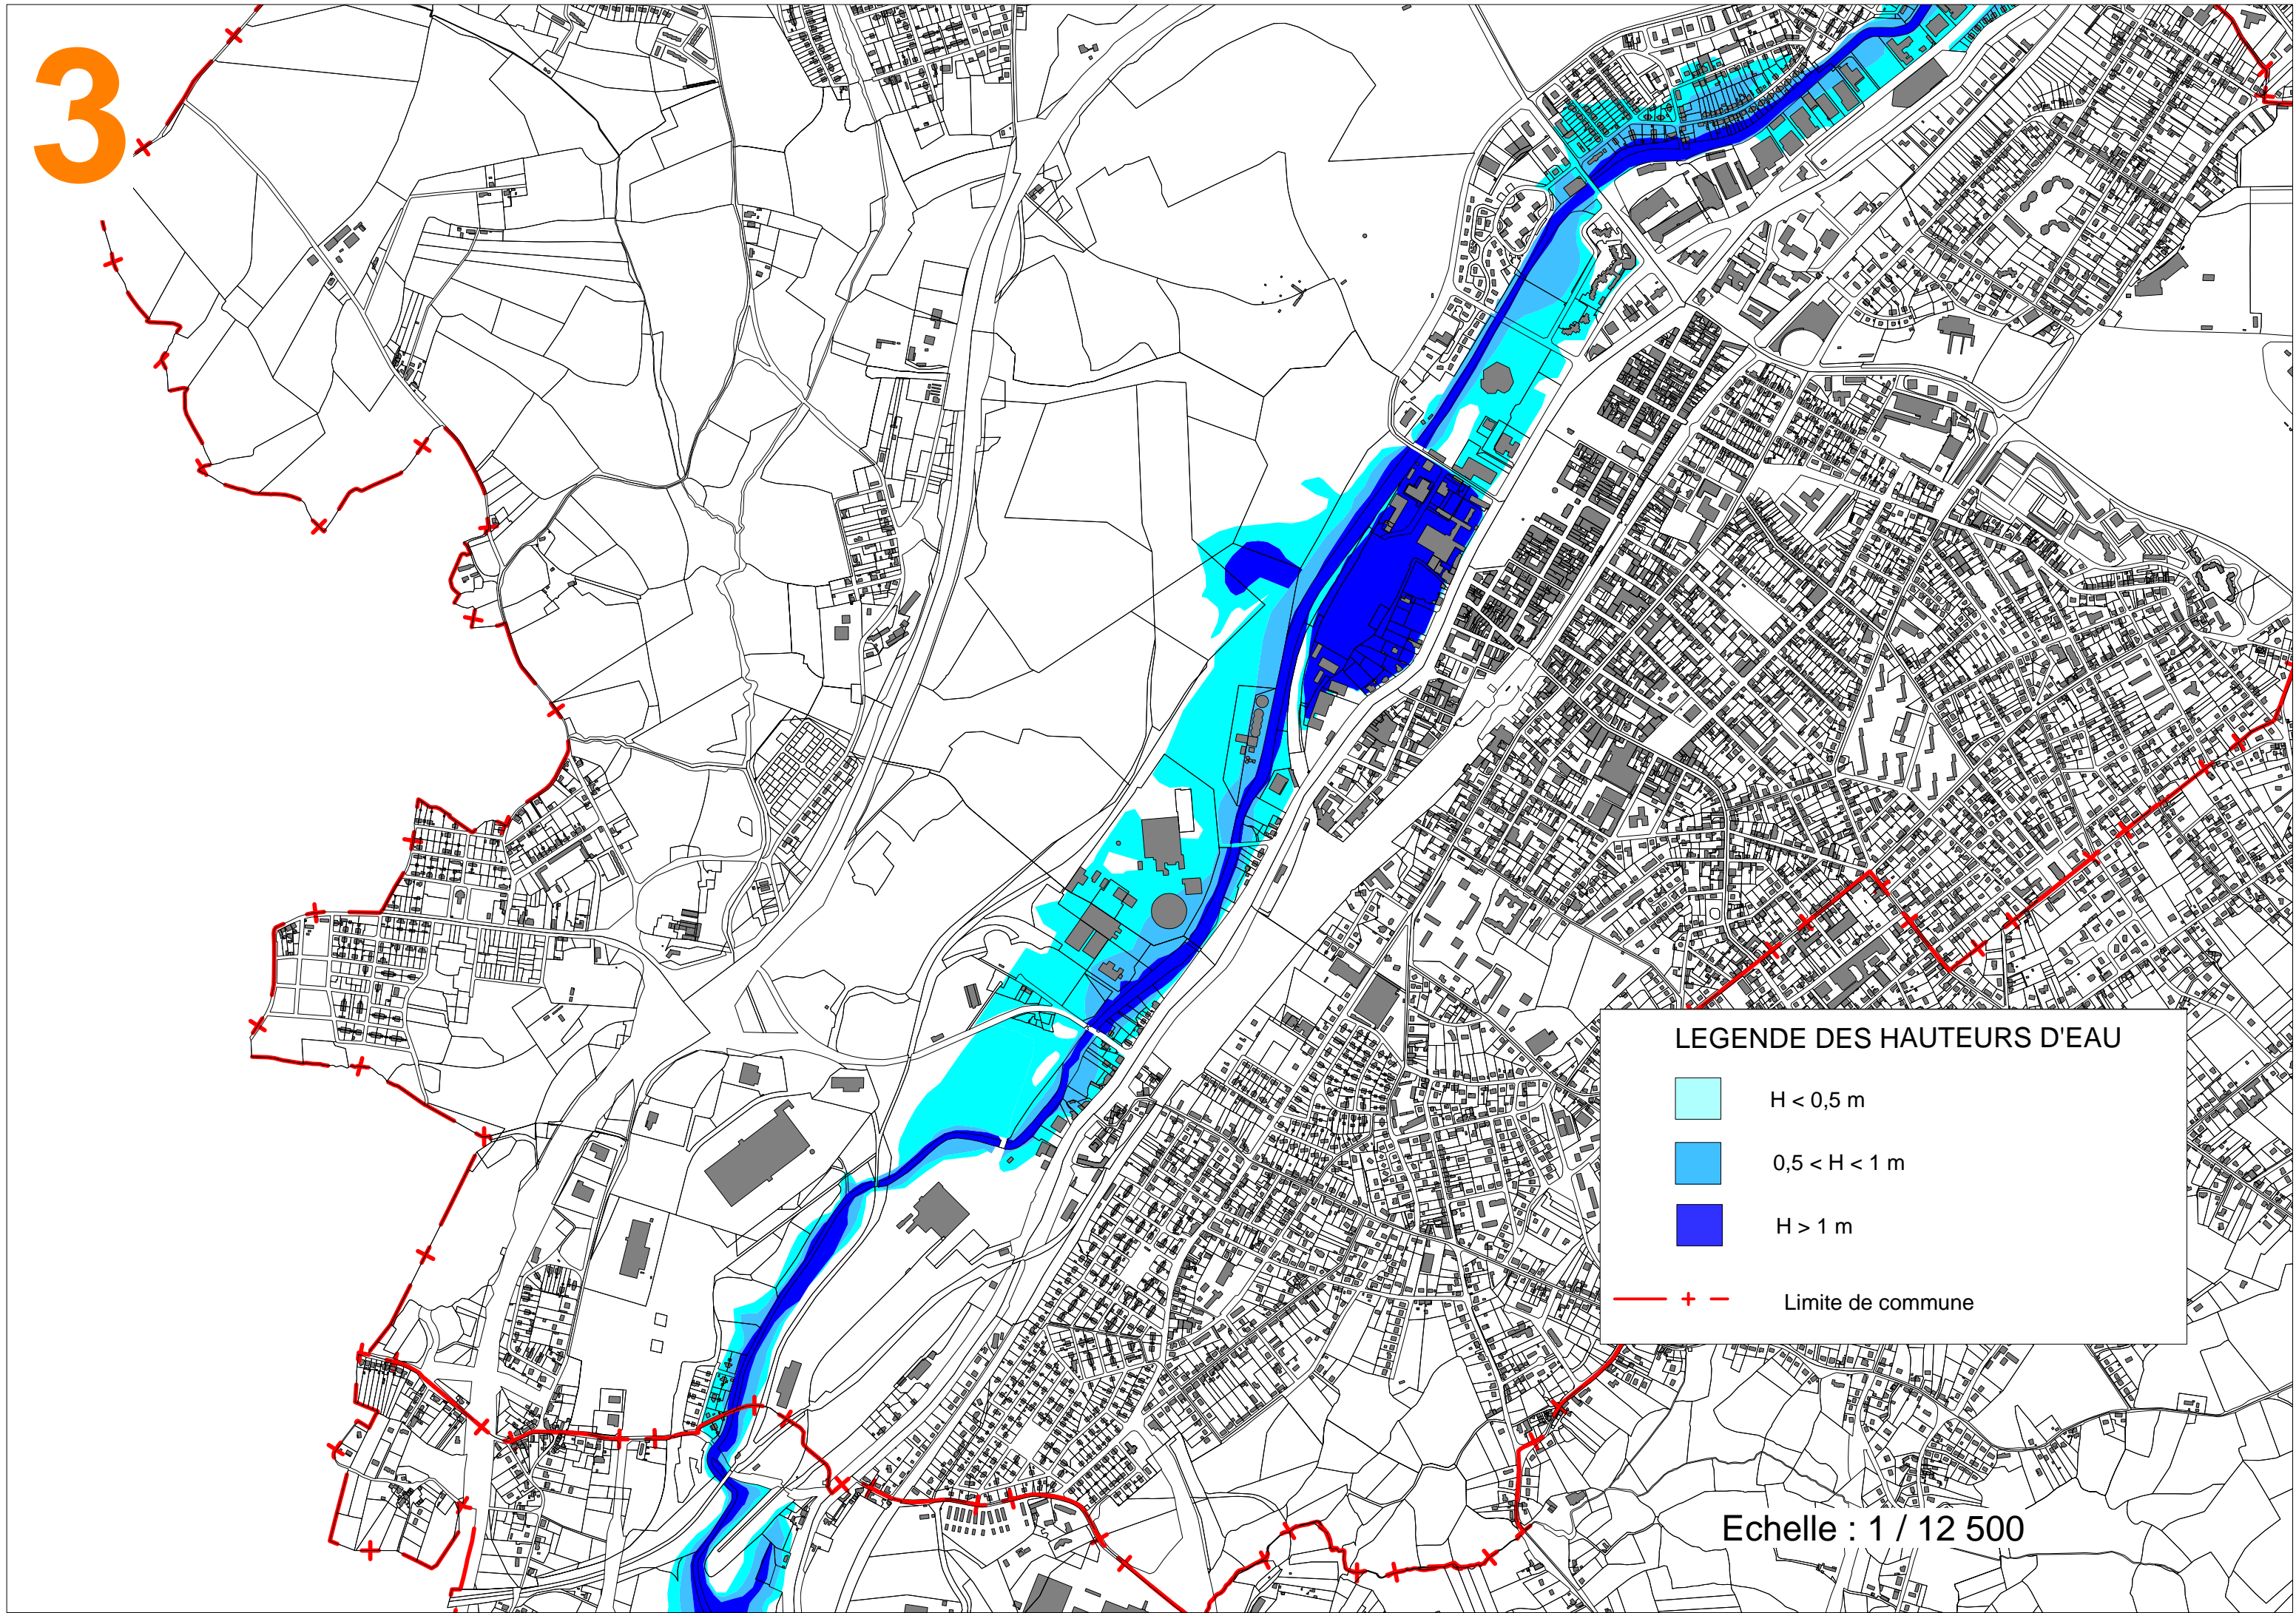 3
LEGENDE DES HAUTEURS D'EAU
H < 0,5 m
0,5 < H < 1 m
H > 1 m
Limite de commune
Echelle : 1 / 12 500